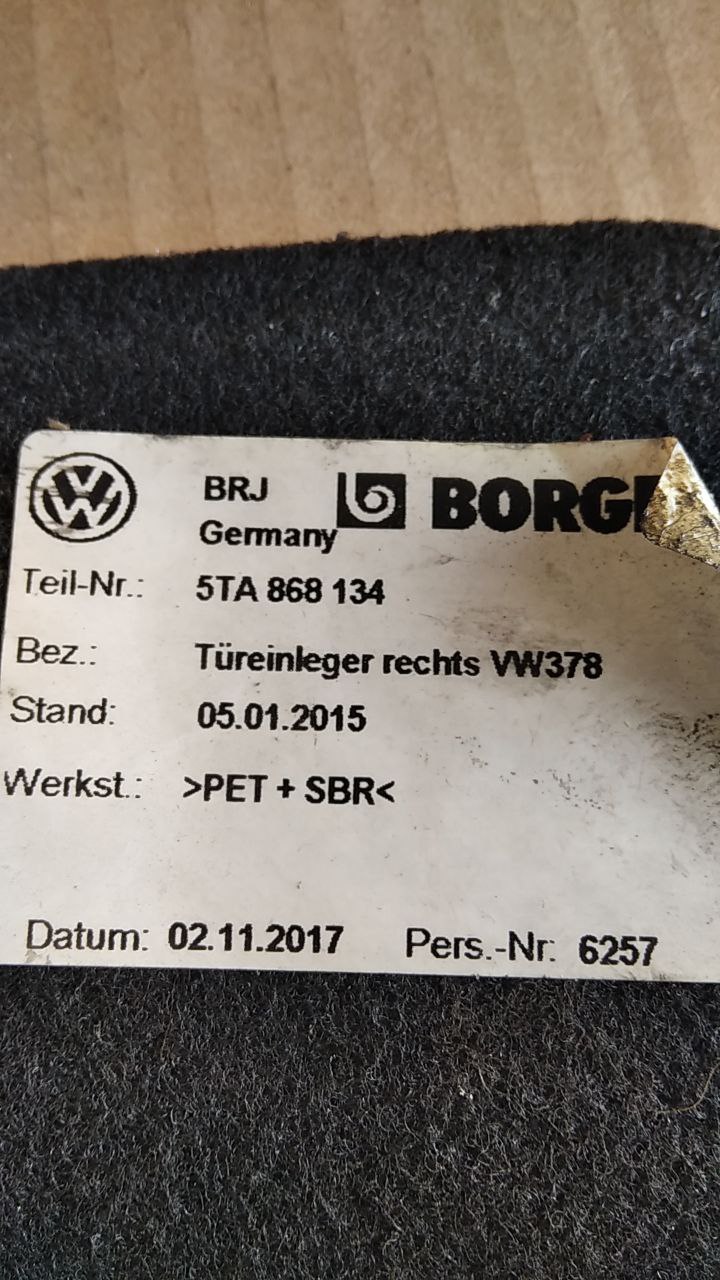 VW
BRJ
Germany
Teil-Nr.: 5TA 868 134
Bez.: Türeinleger rechts VW378
Stand: 05.01.2015
Werkst.: >PET + SBR<
Datum: 02.11.2017 Pers.-Nr: 6257